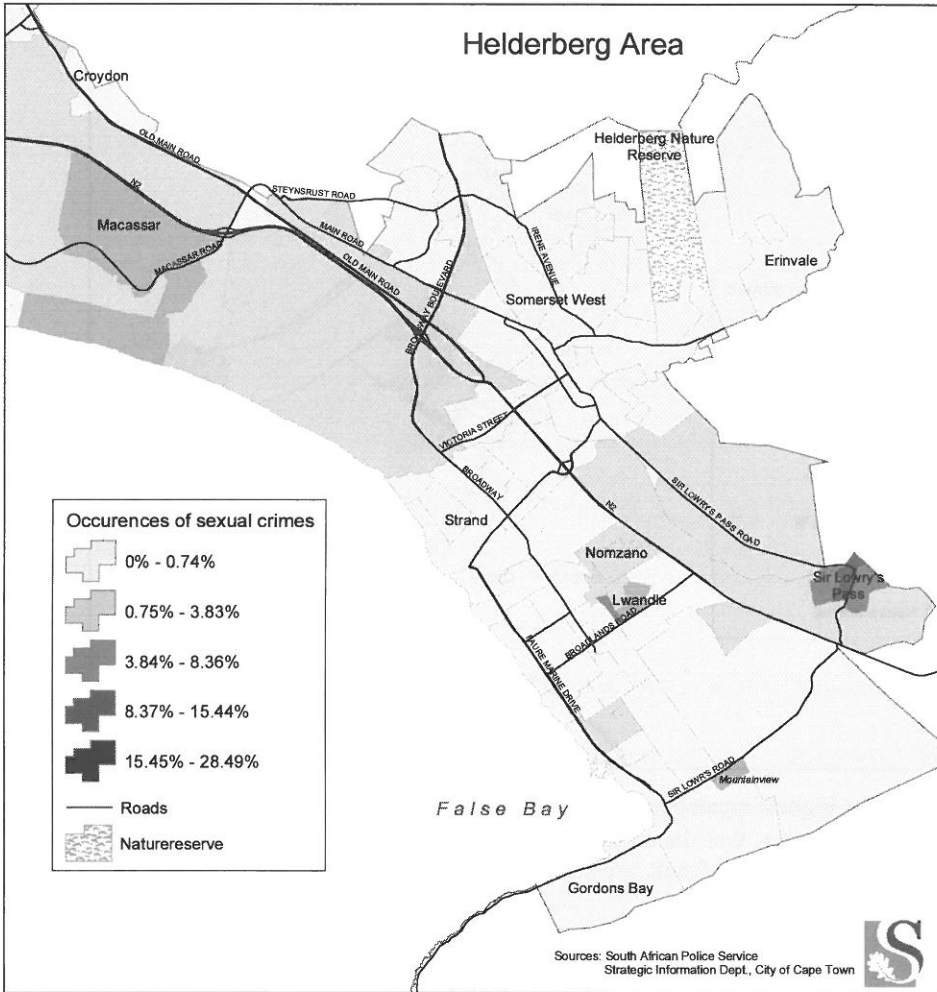 Helderberg Area
Croydon
OLD MAIN ROAD
Helderberg Nature
Reserve
N2
STEYNSRUST ROAD
Macassar
MAIN ROAD
IRENE AVENUE
MACASSAR ROAD
OLD MAIN ROAD
Erinvale
BROADWAY BOULEVARD
Somerset West
VICTORIA STREET
BROADWAY
SIR LOWRYS PASS ROAD
N2
Strand
Nomzano
Sir Lowry's
Pass
Lwandle
BROADLANDS ROAD
FAURE MARINE DRIVE
SIR LOWR'S ROAD
Mountainview
False Bay
Gordons Bay
Occurences of sexual crimes
0% - 0.74%
0.75% - 3.83%
3.84% - 8.36%
8.37% - 15.44%
15.45% - 28.49%
Roads
Naturereserve
Sources: South African Police Service
Strategic Information Dept., City of Cape Town
S